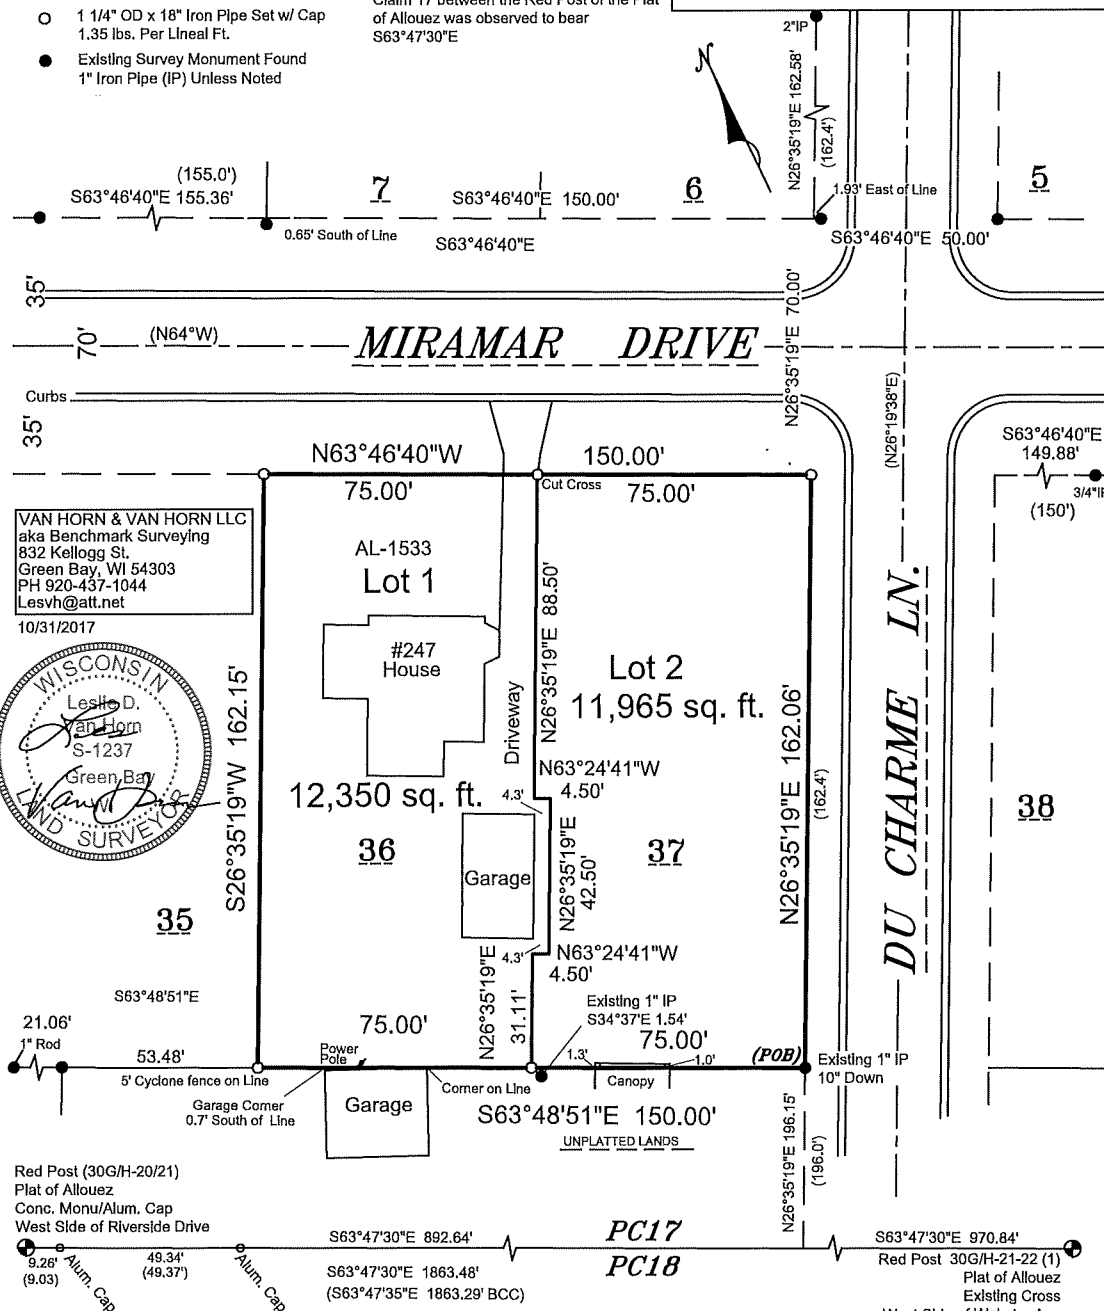 1 1/4" OD x 18" Iron Pipe Set w/ Cap
1.35 lbs. Per Lineal Ft.
Existing Survey Monument Found
1" Iron Pipe (IP) Unless Noted
Claim 17 between the Red Post of the Plat
of Allouez was observed to bear
S63°47'30"E
2"IP
N
N26°35'19"E 162.58'
(162.4')
(155.0')
S63°46'40"E 155.36'
7
S63°46'40"E 150.00'
6
1.93' East of Line
5
0.65' South of Line
S63°46'40"E
S63°46'40"E 50.00'
35'
70'
(N64°W)
MIRAMAR DRIVE
N26°35'19"E 70.00'
Curbs
35'
(N26°19'38"E)
S63°46'40"E
149.88'
3/4"IP
(150')
N63°46'40"W 150.00'
75.00'
Cut Cross
75.00'
VAN HORN & VAN HORN LLC
aka Benchmark Surveying
832 Kellogg St.
Green Bay, WI 54303
PH 920-437-1044
Lesvh@att.net
10/31/2017
WISCONSIN
Leslie D.
Van Horn
S-1237
Green Bay
WI
LAND SURVEYOR
AL-1533
Lot 1
#247
House
Driveway
N26°35'19"E 88.50'
Lot 2
11,965 sq. ft.
S26°35'19"W 162.15'
12,350 sq. ft.
N63°24'41"W
4.50'
4.3'
N26°35'19"E
42.50'
N26°35'19"E 162.06'
(162.4')
DU CHARME LN.
38
36
Garage
37
35
4.3'
N63°24'41"W
4.50'
N26°35'19"E
31.11'
S63°48'51"E
21.06'
1" Rod
53.48'
5' Cyclone fence on Line
75.00'
Power
Pole
Existing 1" IP
S34°37'E 1.54'
75.00'
1.3'
1.0'
(POB)
Existing 1" IP
10" Down
Canopy
Garage Corner
0.7' South of Line
Garage
Corner on Line
S63°48'51"E 150.00'
UNPLATTED LANDS
N26°35'19"E 196.15'
(196.0')
Red Post (30G/H-20/21)
Plat of Allouez
Conc. Monu/Alum. Cap
West Side of Riverside Drive
9.26'
(9.03)
Alum. Cap
49.34'
(49.37')
Alum. Cap
S63°47'30"E 892.64'
S63°47'30"E 1863.48'
(S63°47'35"E 1863.29' BCC)
PC17
PC18
S63°47'30"E 970.84'
Red Post 30G/H-21-22 (1)
Plat of Allouez
Existing Cross